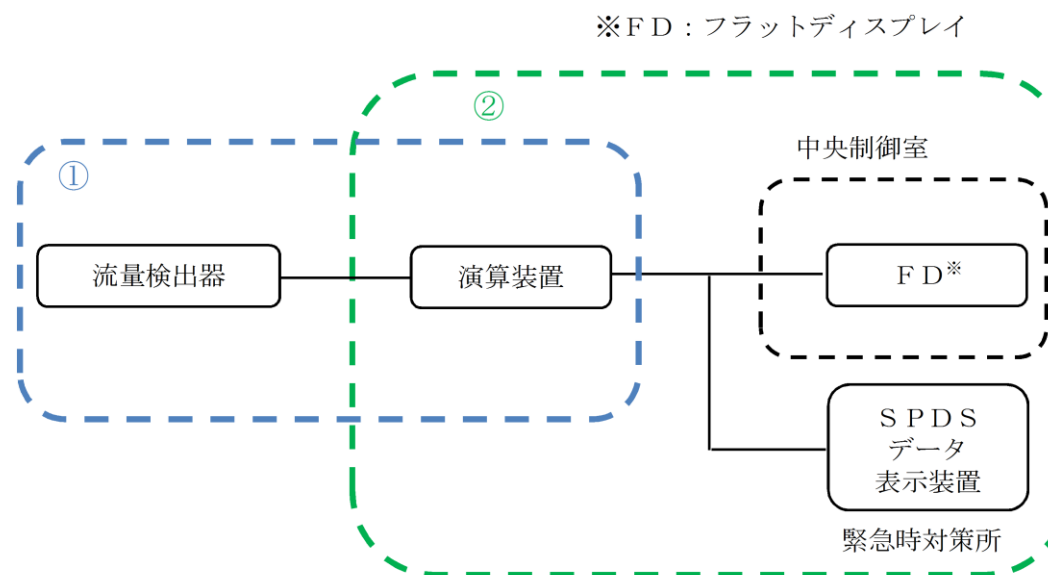 ※ＦＤ：フラットディスプレイ
②
中央制御室
①
流量検出器
演算装置
ＦＤ※
ＳＰＤＳ
データ
表示装置
緊急時対策所